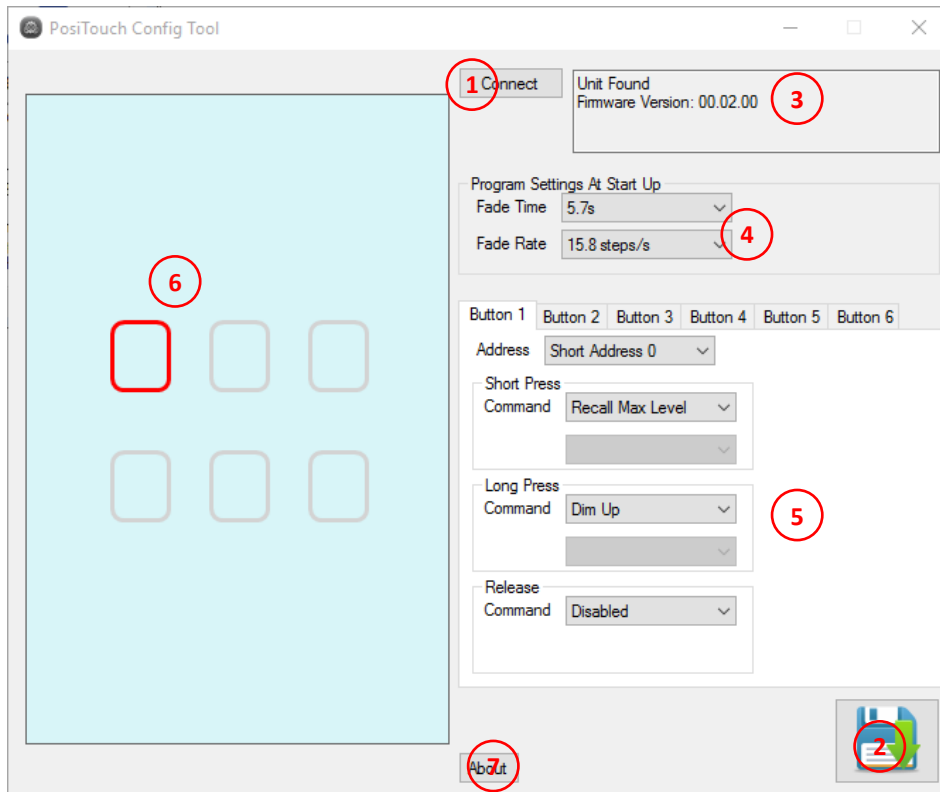 PosiTouch Config Tool
1 Connect
Unit Found
Firmware Version: 00.02.00
3
Program Settings At Start Up
Fade Time 5.7s
4
Fade Rate 15.8 steps/s
6
Button 1 Button 2 Button 3 Button 4 Button 5 Button 6
Address Short Address 0
Short Press
Command Recall Max Level
Long Press
Command Dim Up
5
Release
Command Disabled
2
About
7